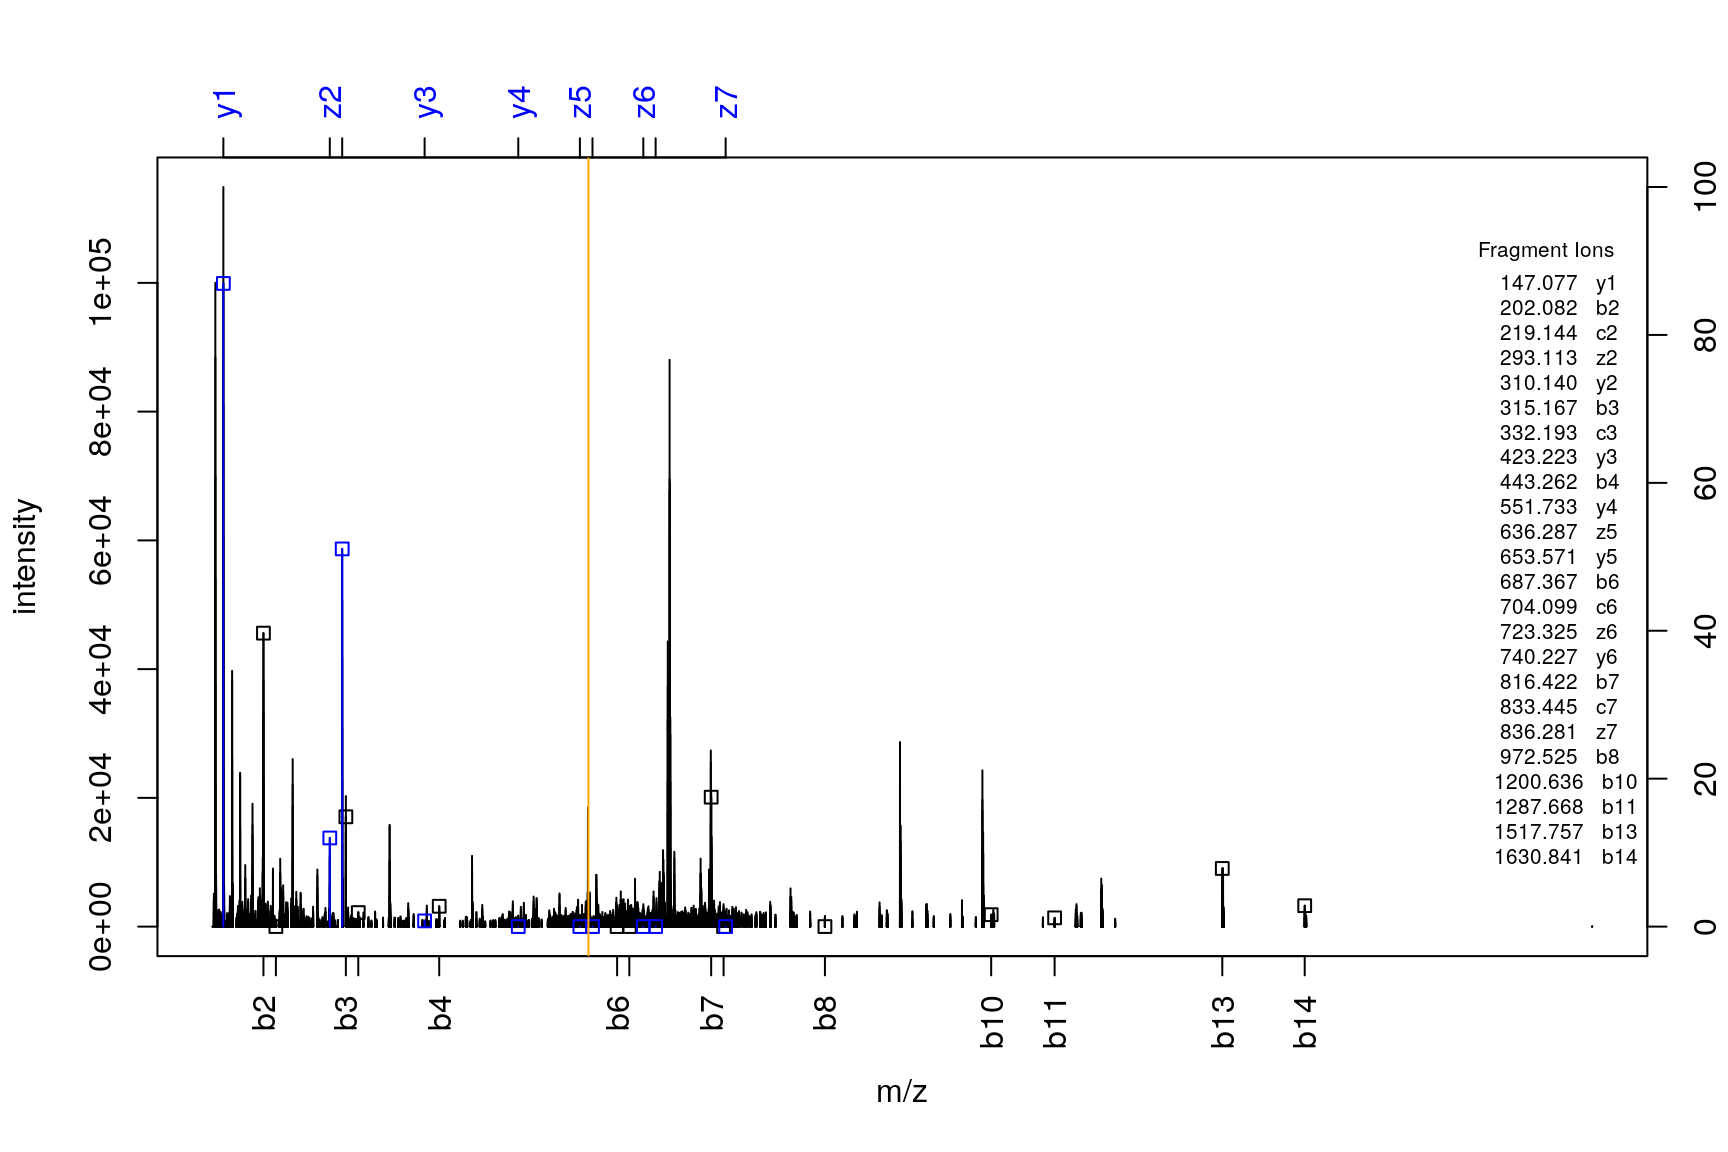 y1 z2 y3 y4 z5 z6 z7
intensity
0e+00 2e+04 4e+04 6e+04 8e+04 1e+05
0 20 40 60 80 100
Fragment Ions
147.077 y1
202.082 b2
219.144 c2
293.113 z2
310.140 y2
315.167 b3
332.193 c3
423.223 y3
443.262 b4
551.733 y4
636.287 z5
653.571 y5
687.367 b6
704.099 c6
723.325 z6
740.227 y6
816.422 b7
833.445 c7
836.281 z7
972.525 b8
1200.636 b10
1287.668 b11
1517.757 b13
1630.841 b14
b2 b3 b4 b6 b7 b8 b10 b11 b13 b14
m/z